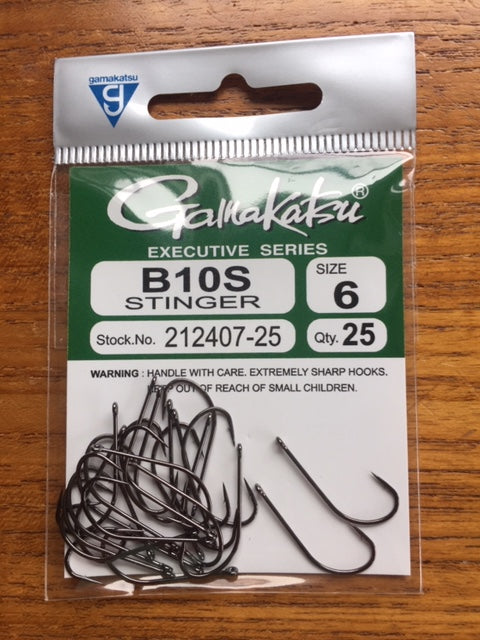 gamakatsu
g
Gamakatsu®
EXECUTIVE SERIES
B10S
STINGER
SIZE
6
Stock.No. 212407-25
Qty. 25
WARNING : HANDLE WITH CARE. EXTREMELY SHARP HOOKS.
KEEP OUT OF REACH OF SMALL CHILDREN.